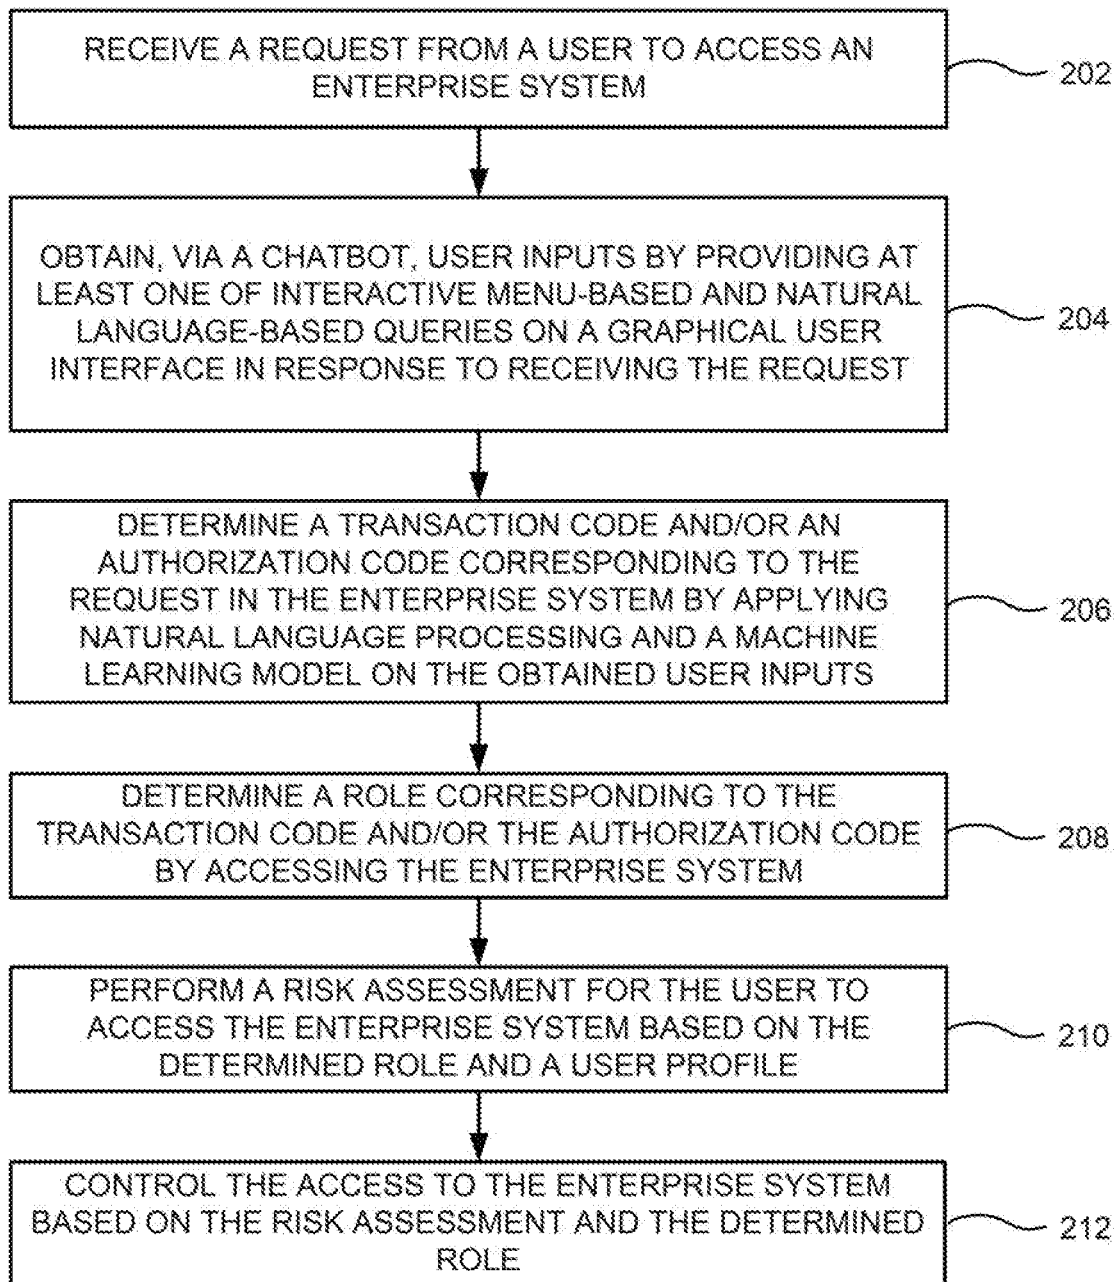 RECEIVE A REQUEST FROM A USER TO ACCESS AN
ENTERPRISE SYSTEM
202
OBTAIN, VIA A CHATBOT, USER INPUTS BY PROVIDING AT
LEAST ONE OF INTERACTIVE MENU-BASED AND NATURAL
LANGUAGE-BASED QUERIES ON A GRAPHICAL USER
INTERFACE IN RESPONSE TO RECEIVING THE REQUEST
204
DETERMINE A TRANSACTION CODE AND/OR AN
AUTHORIZATION CODE CORRESPONDING TO THE
REQUEST IN THE ENTERPRISE SYSTEM BY APPLYING
NATURAL LANGUAGE PROCESSING AND A MACHINE
LEARNING MODEL ON THE OBTAINED USER INPUTS
206
DETERMINE A ROLE CORRESPONDING TO THE
TRANSACTION CODE AND/OR THE AUTHORIZATION CODE
BY ACCESSING THE ENTERPRISE SYSTEM
208
PERFORM A RISK ASSESSMENT FOR THE USER TO
ACCESS THE ENTERPRISE SYSTEM BASED ON THE
DETERMINED ROLE AND A USER PROFILE
210
CONTROL THE ACCESS TO THE ENTERPRISE SYSTEM
BASED ON THE RISK ASSESSMENT AND THE DETERMINED
ROLE
212